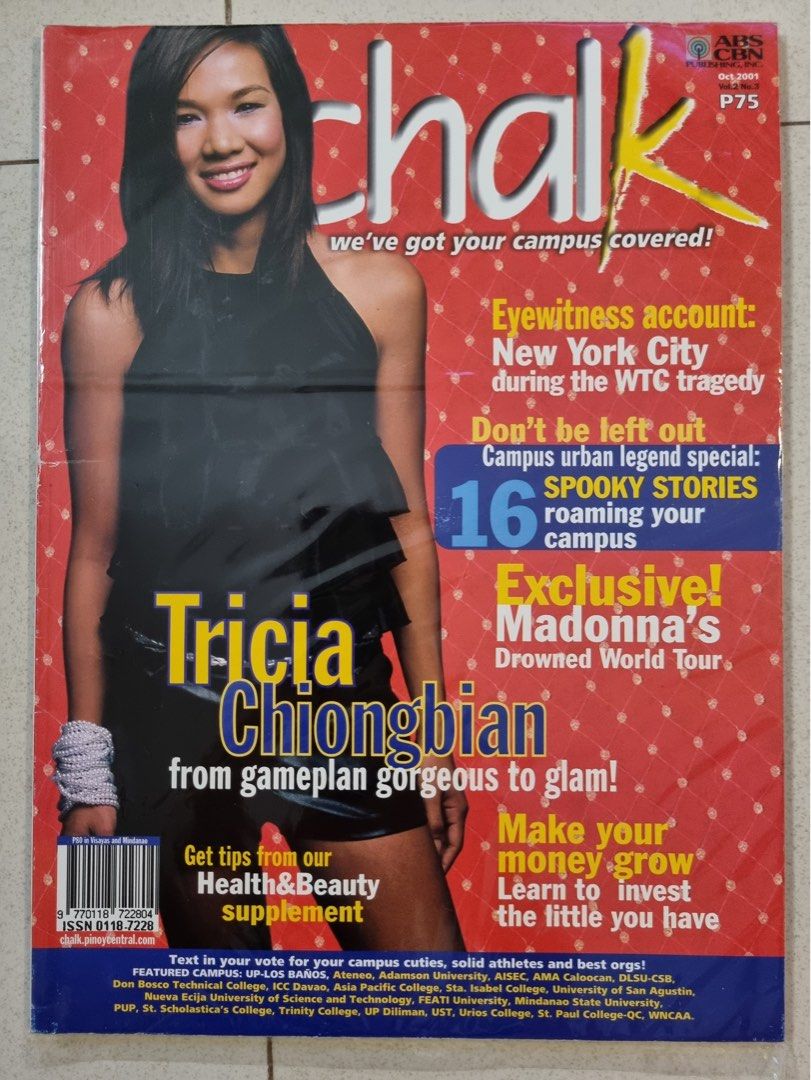 chalk
ABS
CBN
PUBLISHING, INC.
Oct 2001
Vol.2 No.3
P75
we've got your campus covered!
Eyewitness account:
New York City
during the WTC tragedy
Don't be left out
Campus urban legend special:
16 SPOOKY STORIES
roaming your
campus
Exclusive!
Madonna's
Drowned World Tour
Tricia
Chiongbian
from gameplan gorgeous to glam!
Make your
money grow
Learn to invest
the little you have
Get tips from our
Health&Beauty
supplement
P80 in Visayas and Mindanao
9 770118 722804
ISSN 0118-7228
chalk.pinoycentral.com
Text in your vote for your campus cuties, solid athletes and best orgs!
FEATURED CAMPUS: UP-LOS BAÑOS, Ateneo, Adamson University, AISEC, AMA Caloocan, DLSU-CSB,
Don Bosco Technical College, ICC Davao, Asia Pacific College, Sta. Isabel College, University of San Agustin,
Nueva Ecija University of Science and Technology, FEATI University, Mindanao State University,
PUP, St. Scholastica's College, Trinity College, UP Diliman, UST, Urios College, St. Paul College-QC, WNCAA.